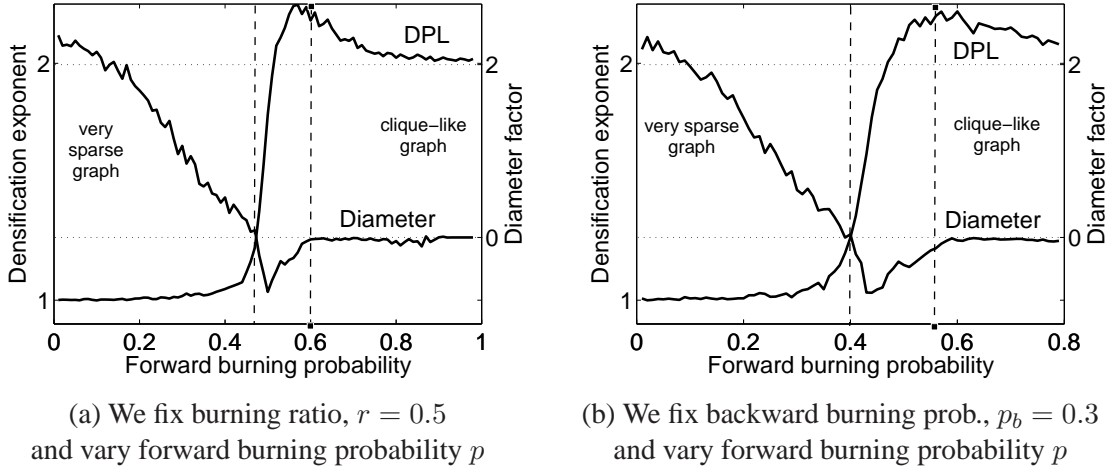 Densification exponent
2
1
very
sparse
graph
DPL
clique−like
graph
Diameter
2
0
Diameter factor
0 0.2 0.4 0.6 0.8 1
Forward burning probability
(a) We fix burning ratio, r = 0.5
and vary forward burning probability p
Densification exponent
2
1
very sparse
graph
DPL
clique−like
graph
Diameter
2
0
Diameter factor
0 0.2 0.4 0.6 0.8
Forward burning probability
(b) We fix backward burning prob., p_b = 0.3
and vary forward burning probability p